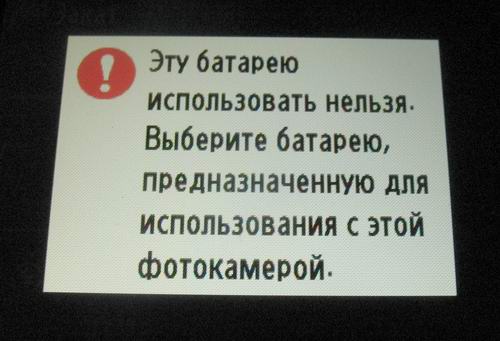 Эту батарею
использовать нельзя.
Выберите батарею,
предназначенную для
использования с этой
фотокамерой.